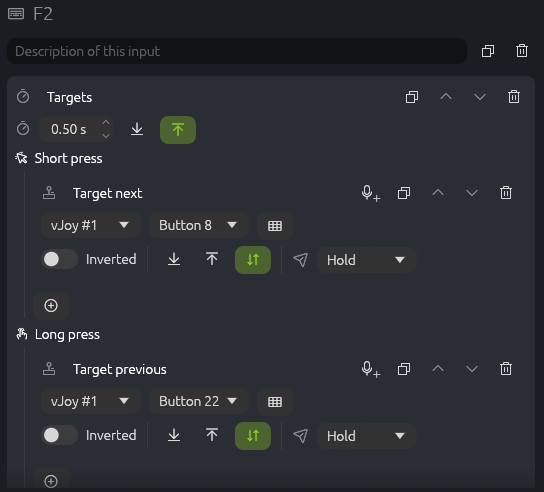 F2
Description of this input
Targets
0.50 s
Short press
Target next
vJoy #1 Button 8
Inverted Hold
Long press
Target previous
vJoy #1 Button 22
Inverted Hold